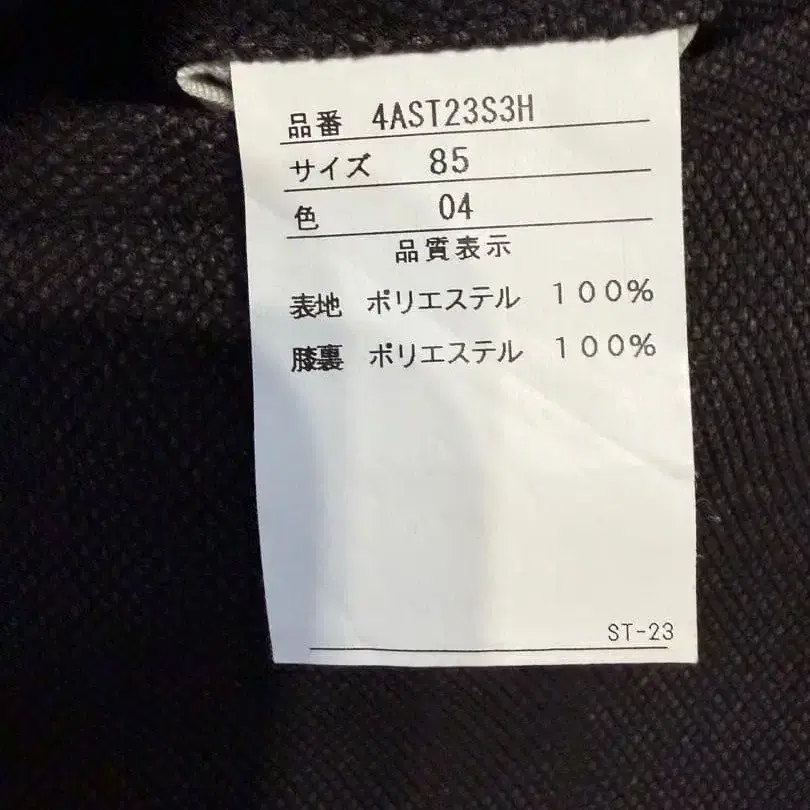 品番 4AST23S3H
サイズ 85
色 04
品質表示
表地 ポリエステル 100%
膝裏 ポリエステル 100%
ST-23